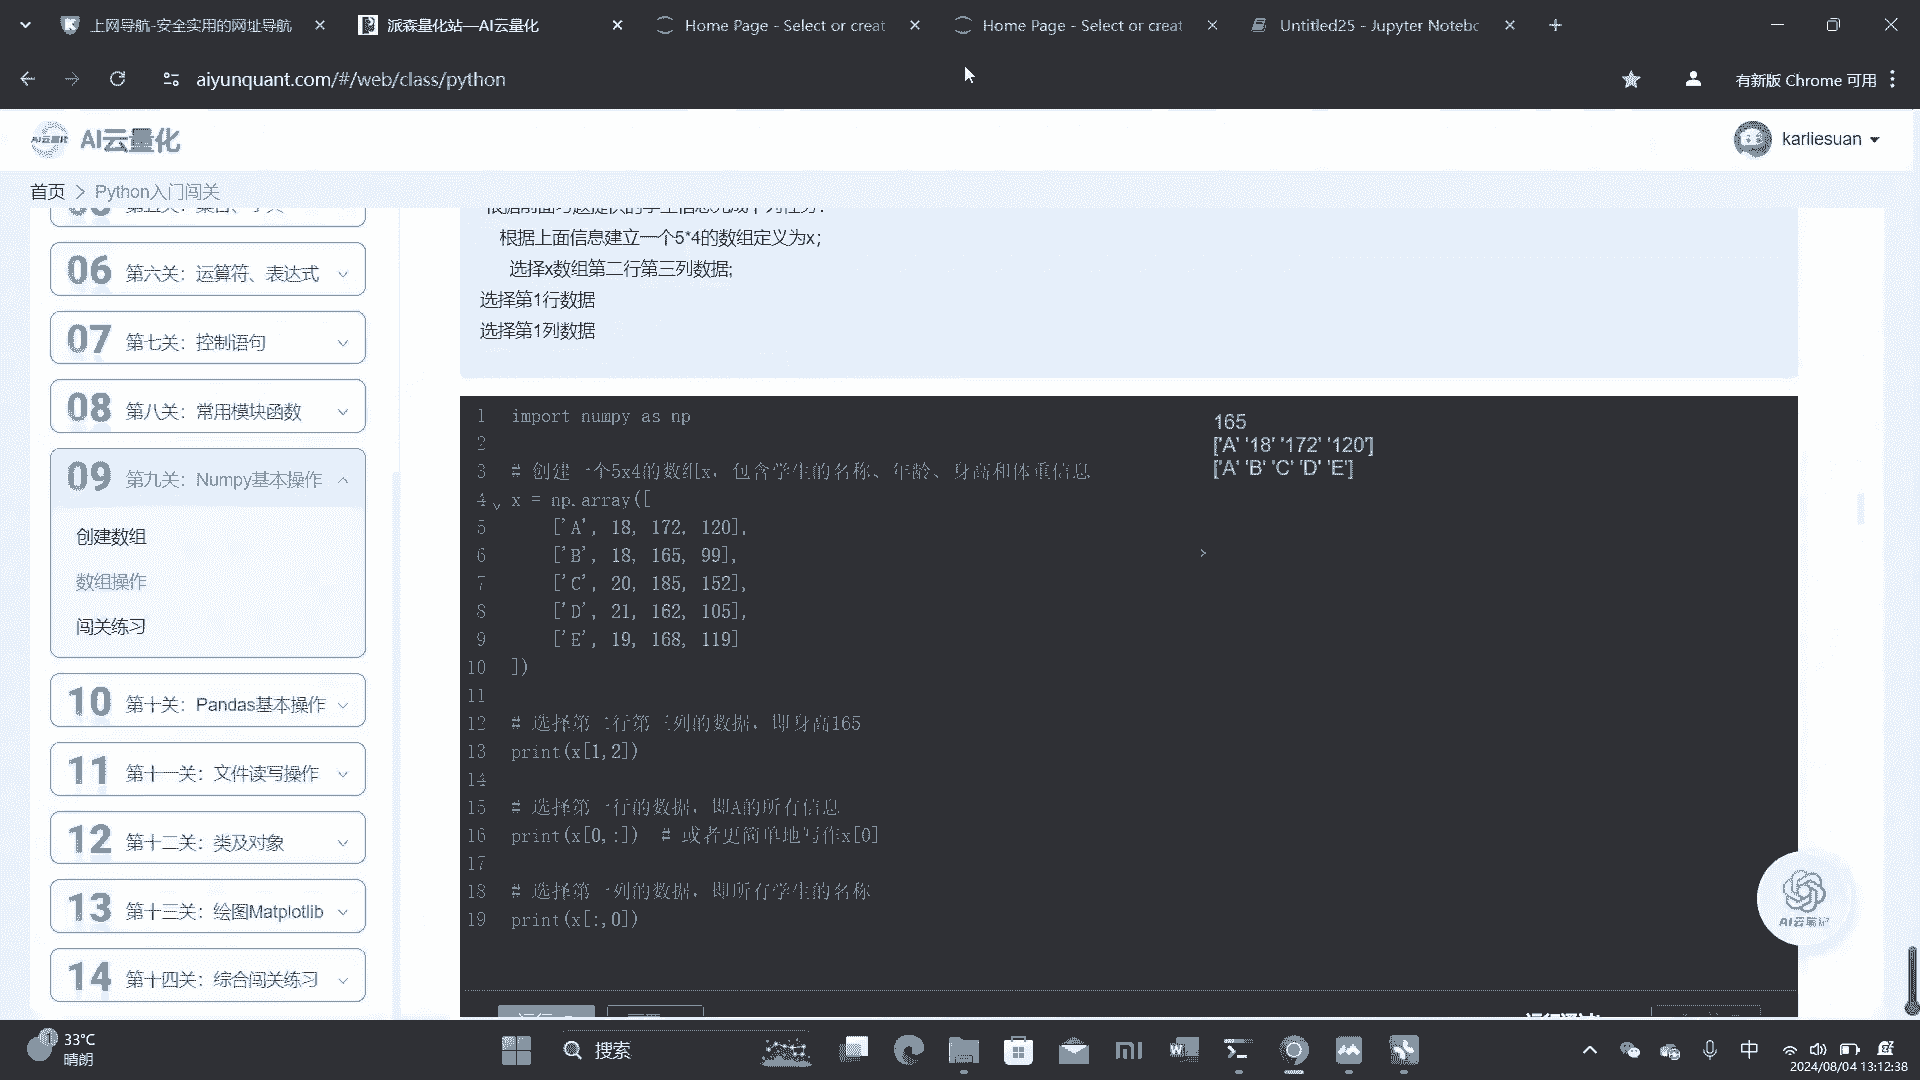 上网导航-安全实用的网址导航
派森量化站—AI云量化
Home Page - Select or creat
Home Page - Select or creat
Untitled25 - Jupyter Notebo
aiyunquant.com/#/web/class/python
有新版 Chrome 可用
AI云量化
AI云量化
karliesuan
首页 > Python入门闯关
06 第六关：运算符、表达式
07 第七关：控制语句
08 第八关：常用模块函数
09 第九关：Numpy基本操作
创建数组
数组操作
闯关练习
10 第十关：Pandas基本操作
11 第十一关：文件读写操作
12 第十二关：类及对象
13 第十三关：绘图Matplotlib
14 第十四关：综合闯关练习
根据上面信息建立一个5*4的数组定义为x；
选择x数组第二行第三列数据;
选择第1行数据
选择第1列数据
1 import numpy as np
2
3 # 创建一个5x4的数组x，包含学生的名称、年龄、身高和体重信息
4 x = np.array([
5 ['A', 18, 172, 120],
6 ['B', 18, 165, 99],
7 ['C', 20, 185, 152],
8 ['D', 21, 162, 105],
9 ['E', 19, 168, 119]
10 ])
11
12 # 选择第二行第三列的数据，即身高165
13 print(x[1,2])
14
15 # 选择第一行的数据，即A的所有信息
16 print(x[0,:]) # 或者更简单地写作x[0]
17
18 # 选择第一列的数据，即所有学生的名称
19 print(x[:,0])
165
['A' '18' '172' '120']
['A' 'B' 'C' 'D' 'E']
33°C
晴朗
搜索
中
2024/08/04 13:12:38